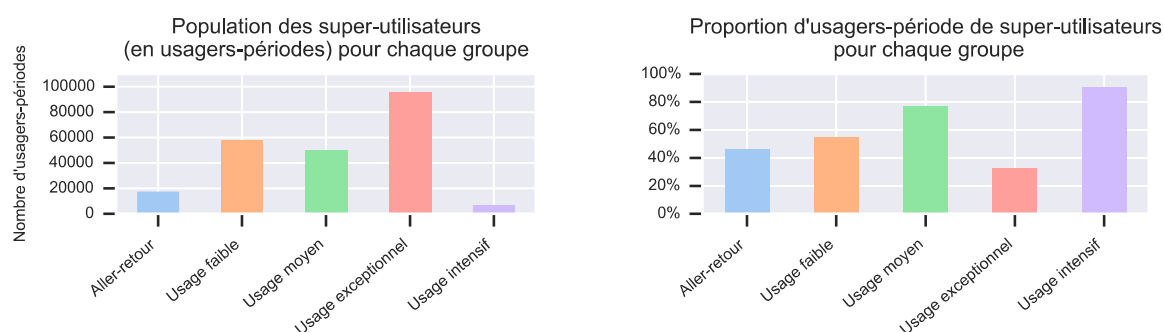 Population des super-utilisateurs
(en usagers-périodes) pour chaque groupe
Nombre d'usagers-périodes
100000
80000
60000
40000
20000
0
Aller-retour
Usage faible
Usage moyen
Usage exceptionnel
Usage intensif
Proportion d'usagers-période de super-utilisateurs
pour chaque groupe
100%
80%
60%
40%
20%
0%
Aller-retour
Usage faible
Usage moyen
Usage exceptionnel
Usage intensif